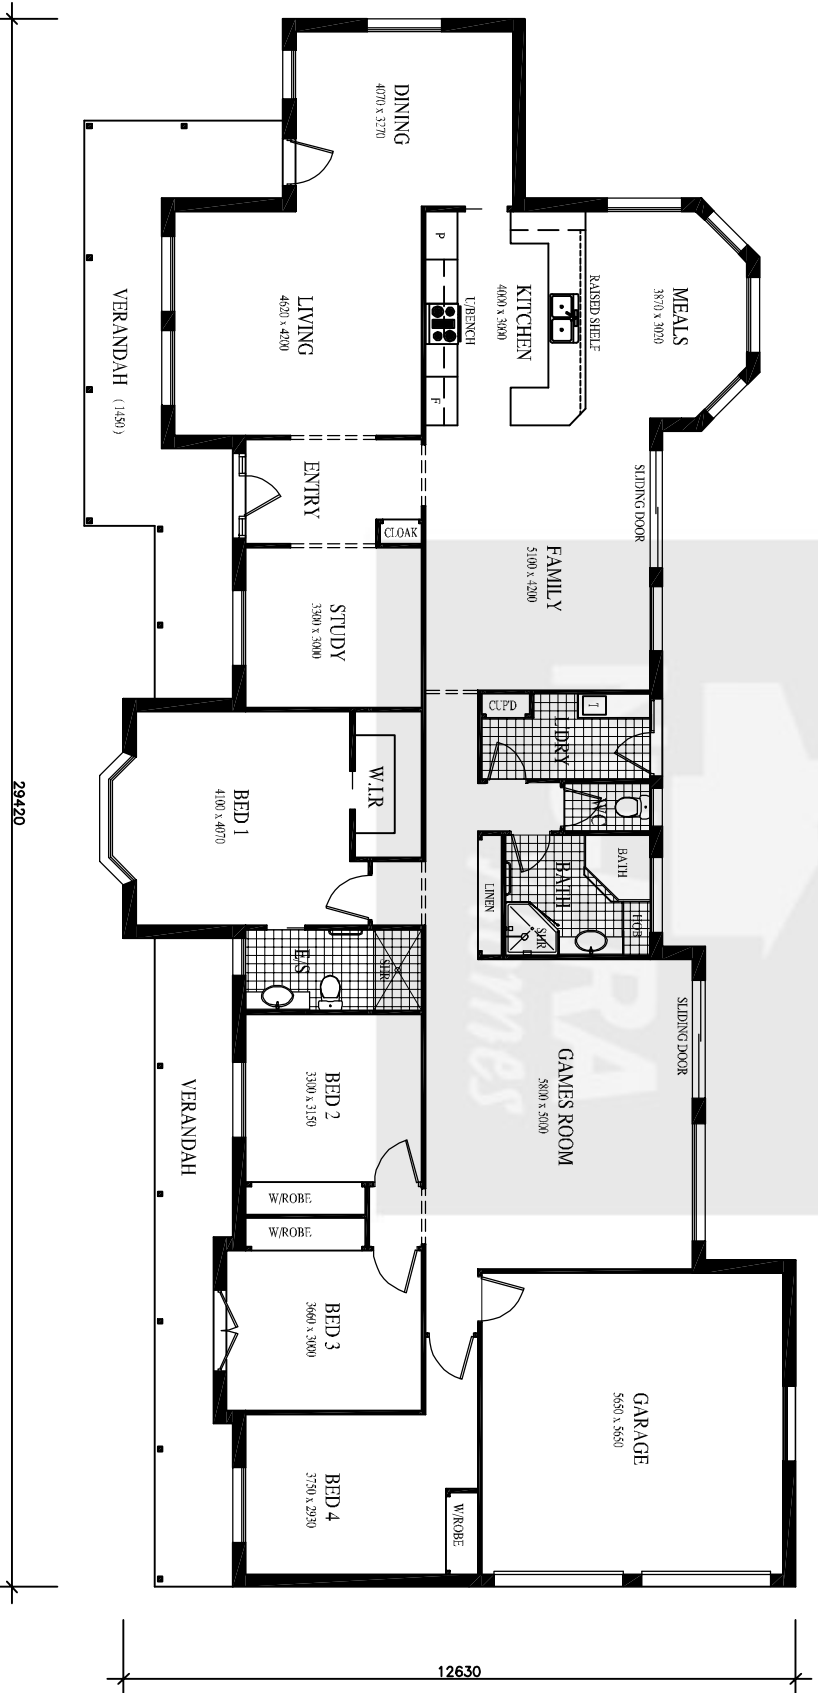 DINING
4070 x 3270
VERANDAH (1450)
LIVING
4620 x 4200
P
U/BENCH
F
KITCHEN
4000 x 3000
RAISED SHELF
MEALS
3870 x 3020
ENTRY
CLOAK
SLIDING DOOR
FAMILY
5100 x 4200
STUDY
3300 x 3000
CUP'D
L'DRY
T
W.I.R
BED 1
4100 x 4070
WC
BATH
BATH
LINEN
HOB
SHR
E/S
SHR
29420
SLIDING DOOR
GAMES ROOM
5800 x 5000
BED 2
3300 x 3150
VERANDAH
W/ROBE
W/ROBE
BED 3
3660 x 3000
GARAGE
5650 x 5650
BED 4
3750 x 2930
W/ROBE
12630